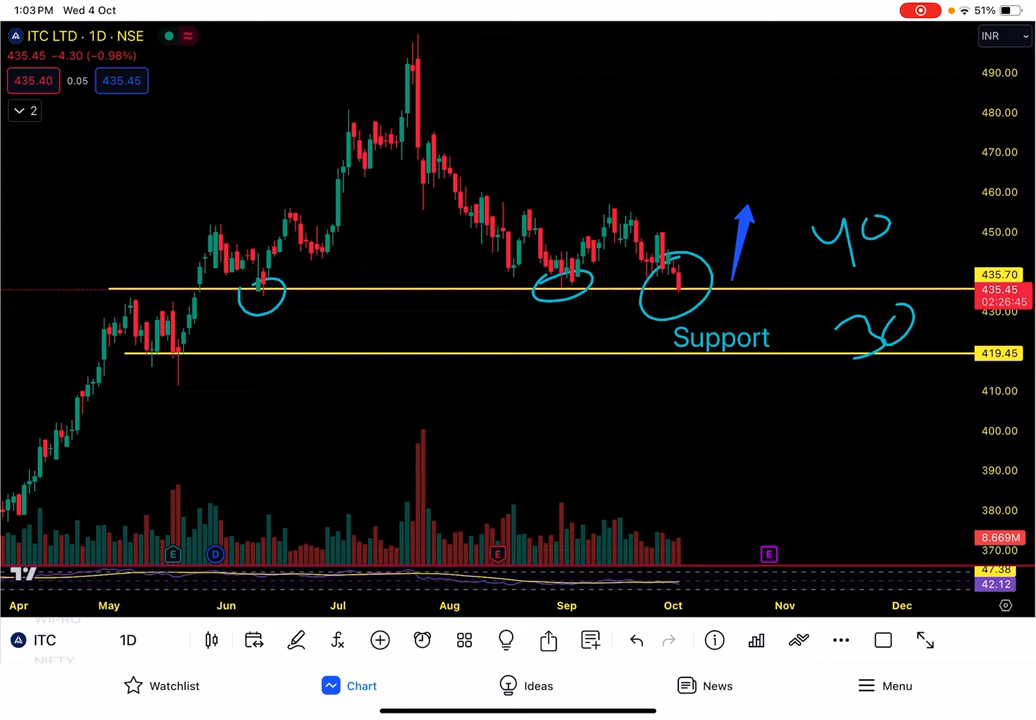 1:03 PM Wed 4 Oct 51%
ITC LTD · 1D · NSE INR
435.45 −4.30 (−0.98%)
435.40 0.05 435.45
2
490.00
480.00
470.00
460.00
450.00
40
435.70
435.45
02:26:45
430.00
30
Support
419.45
410.00
400.00
390.00
380.00
8.669M
370.00
E D E E
47.38
42.12
Apr May Jun Jul Aug Sep Oct Nov Dec
WIPRO
ITC 1D
NIFTY
Watchlist Chart Ideas News Menu